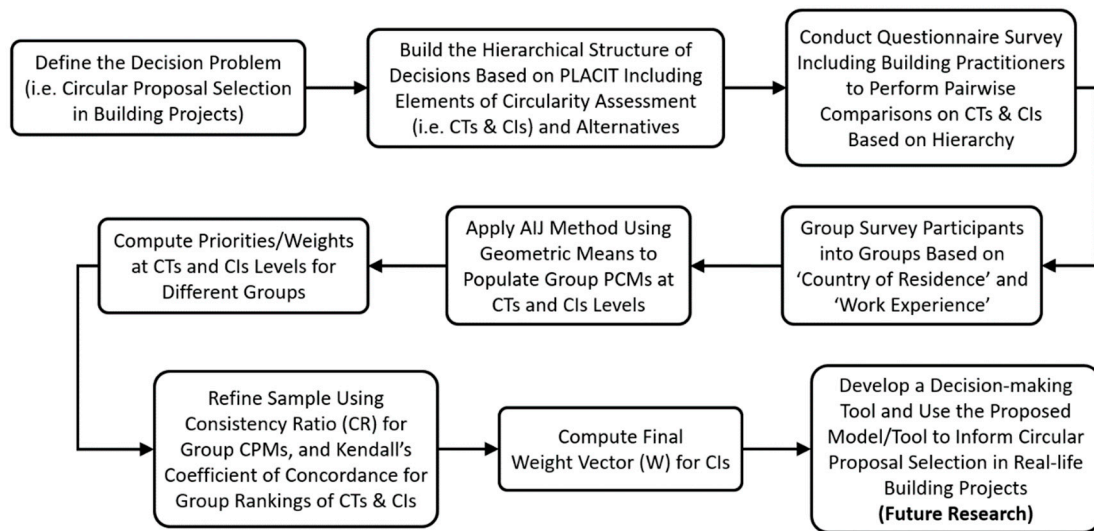 Define the Decision Problem
(i.e. Circular Proposal Selection
in Building Projects)
Build the Hierarchical Structure of
Decisions Based on PLACIT Including
Elements of Circularity Assessment
(i.e. CTs & CIs) and Alternatives
Conduct Questionnaire Survey
Including Building Practitioners
to Perform Pairwise
Comparisons on CTs & CIs
Based on Hierarchy
Group Survey Participants
into Groups Based on
‘Country of Residence’ and
‘Work Experience’
Apply AIJ Method Using
Geometric Means to
Populate Group PCMs at
CTs and CIs Levels
Compute Priorities/Weights
at CTs and CIs Levels for
Different Groups
Refine Sample Using
Consistency Ratio (CR) for
Group CPMs, and Kendall’s
Coefficient of Concordance for
Group Rankings of CTs & CIs
Compute Final
Weight Vector (W) for CIs
Develop a Decision-making
Tool and Use the Proposed
Model/Tool to Inform Circular
Proposal Selection in Real-life
Building Projects
(Future Research)